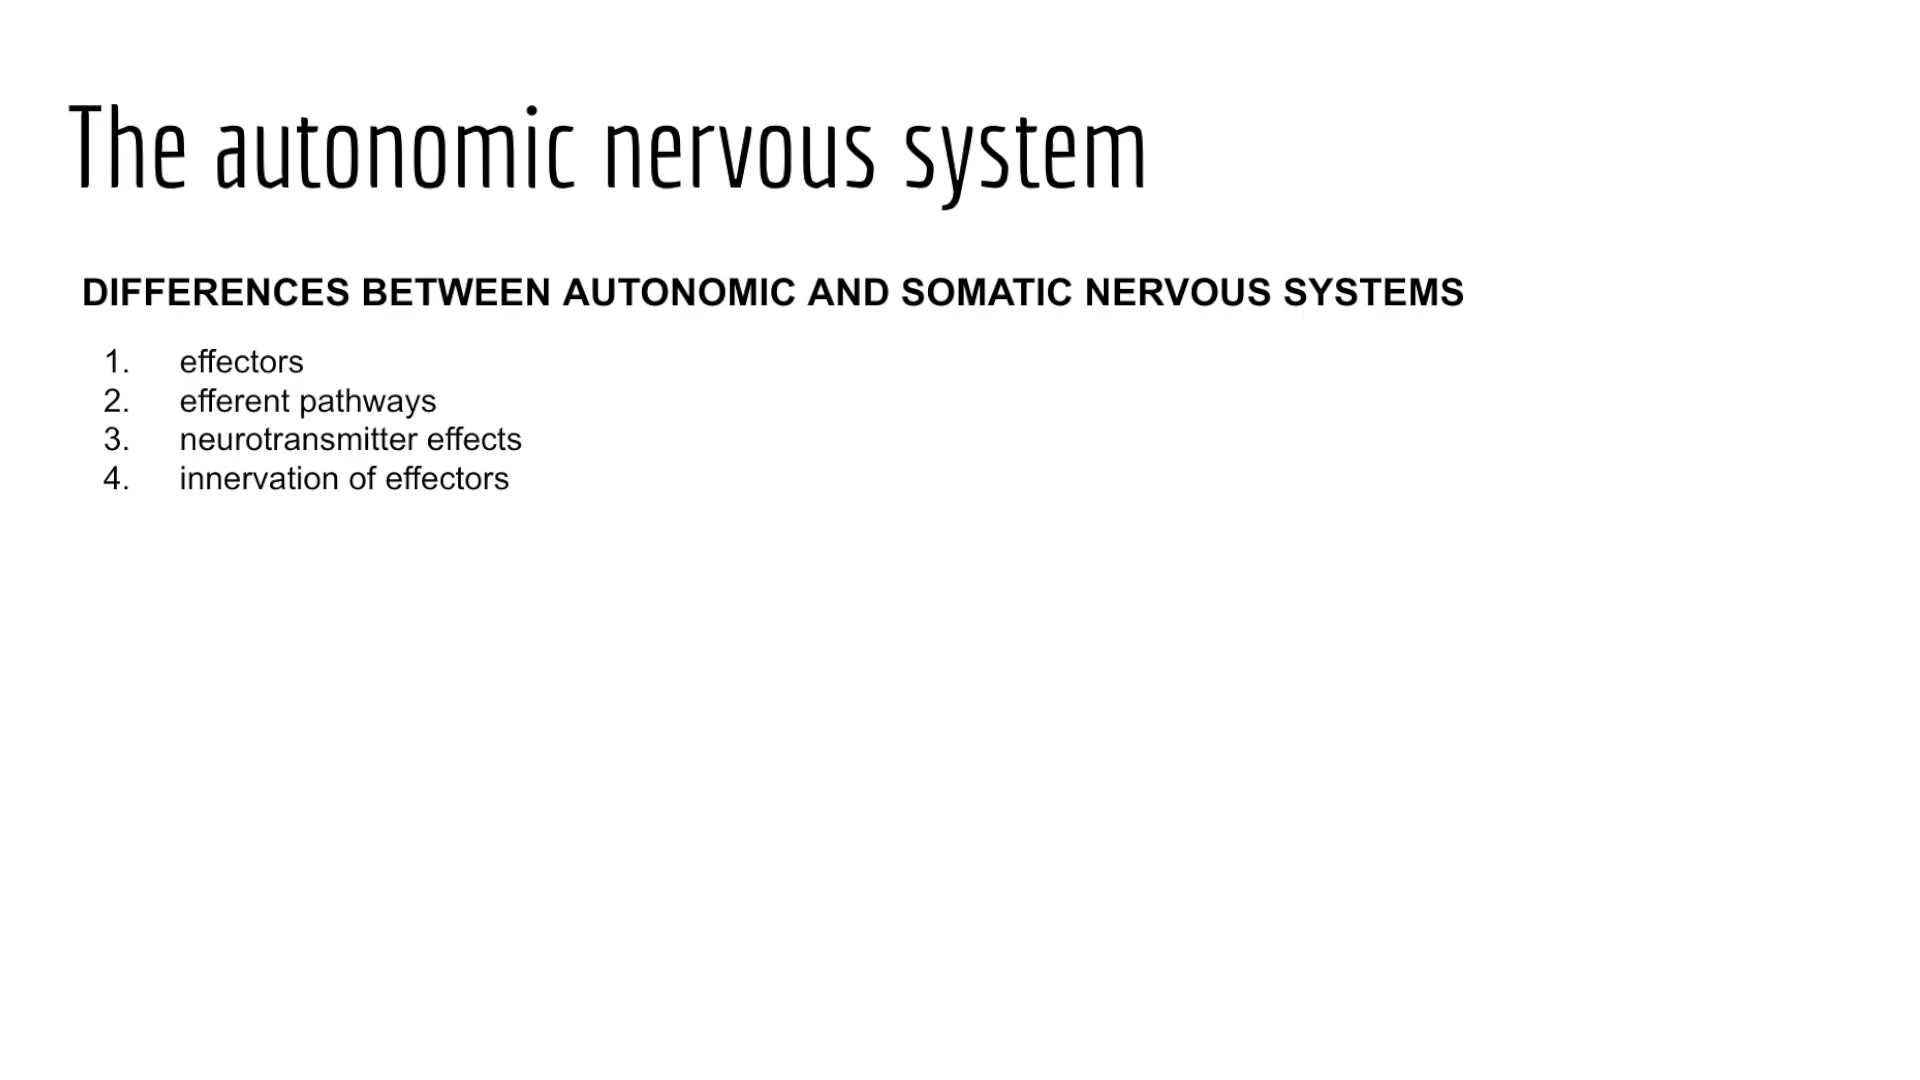 The autonomic nervous system
DIFFERENCES BETWEEN AUTONOMIC AND SOMATIC NERVOUS SYSTEMS
1. effectors
2. efferent pathways
3. neurotransmitter effects
4. innervation of effectors